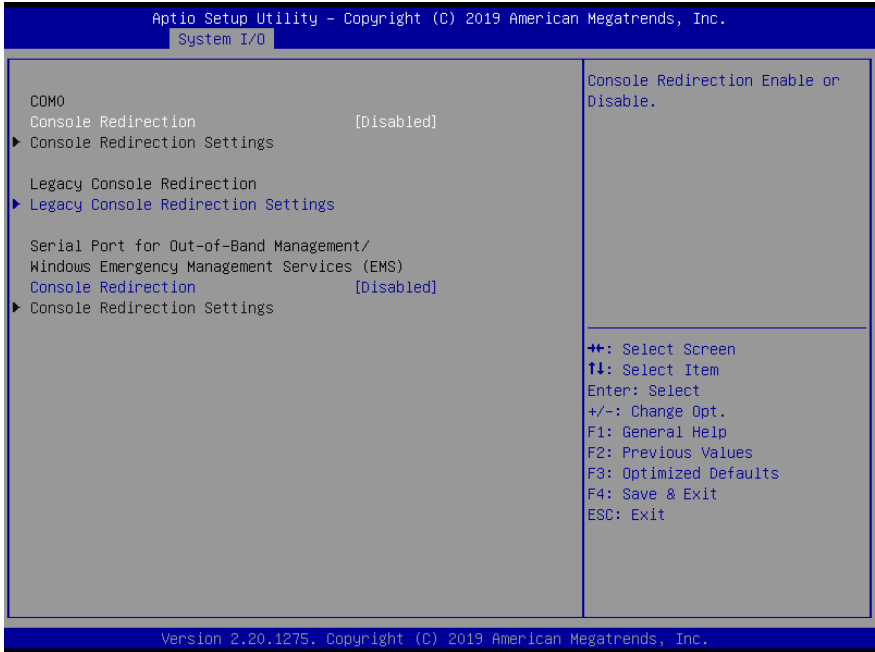 Aptio Setup Utility – Copyright (C) 2019 American Megatrends, Inc.
System I/O
COM0
Console Redirection [Disabled]
Console Redirection Settings
Legacy Console Redirection
Legacy Console Redirection Settings
Serial Port for Out-of-Band Management/
Windows Emergency Management Services (EMS)
Console Redirection [Disabled]
Console Redirection Settings
Console Redirection Enable or
Disable.
→←: Select Screen
↑↓: Select Item
Enter: Select
+/-: Change Opt.
F1: General Help
F2: Previous Values
F3: Optimized Defaults
F4: Save & Exit
ESC: Exit
Version 2.20.1275. Copyright (C) 2019 American Megatrends, Inc.